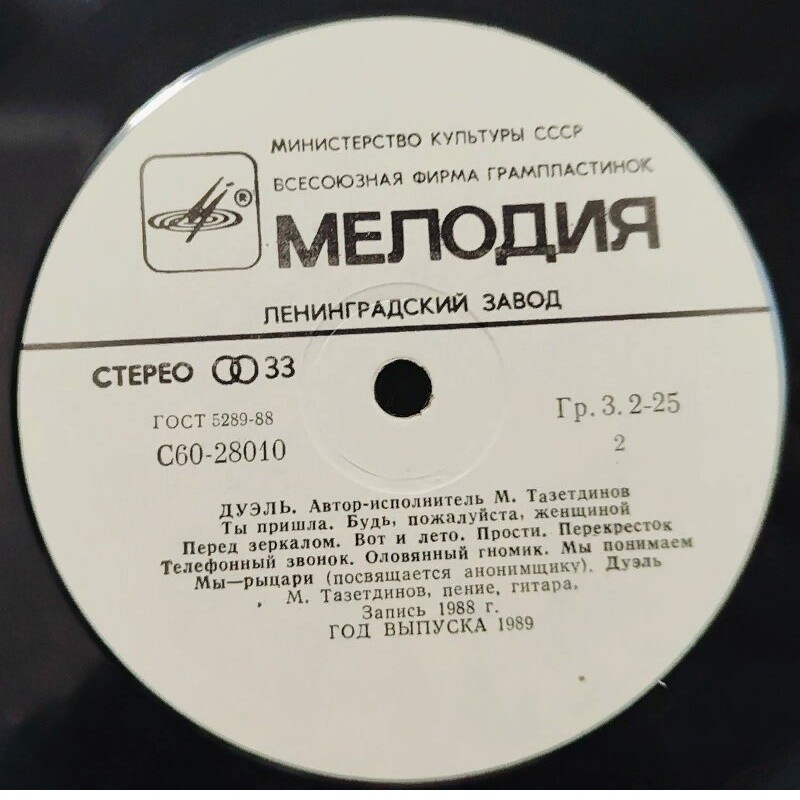 МИНИСТЕРСТВО КУЛЬТУРЫ СССР
ВСЕСОЮЗНАЯ ФИРМА ГРАМПЛАСТИНОК
®
МЕЛОДИЯ
ЛЕНИНГРАДСКИЙ ЗАВОД
СТЕРЕО 33
ГОСТ 5289-88
С60-28010
Гр. 3. 2-25
2
ДУЭЛЬ. Автор-исполнитель М. Тазетдинов
Ты пришла. Будь, пожалуйста, женщиной
Перед зеркалом. Вот и лето. Прости. Перекресток
Телефонный звонок. Оловянный гномик. Мы понимаем
Мы—рыцари (посвящается анонимщику). Дуэль
М. Тазетдинов, пение, гитара,
Запись 1988 г.
ГОД ВЫПУСКА 1989